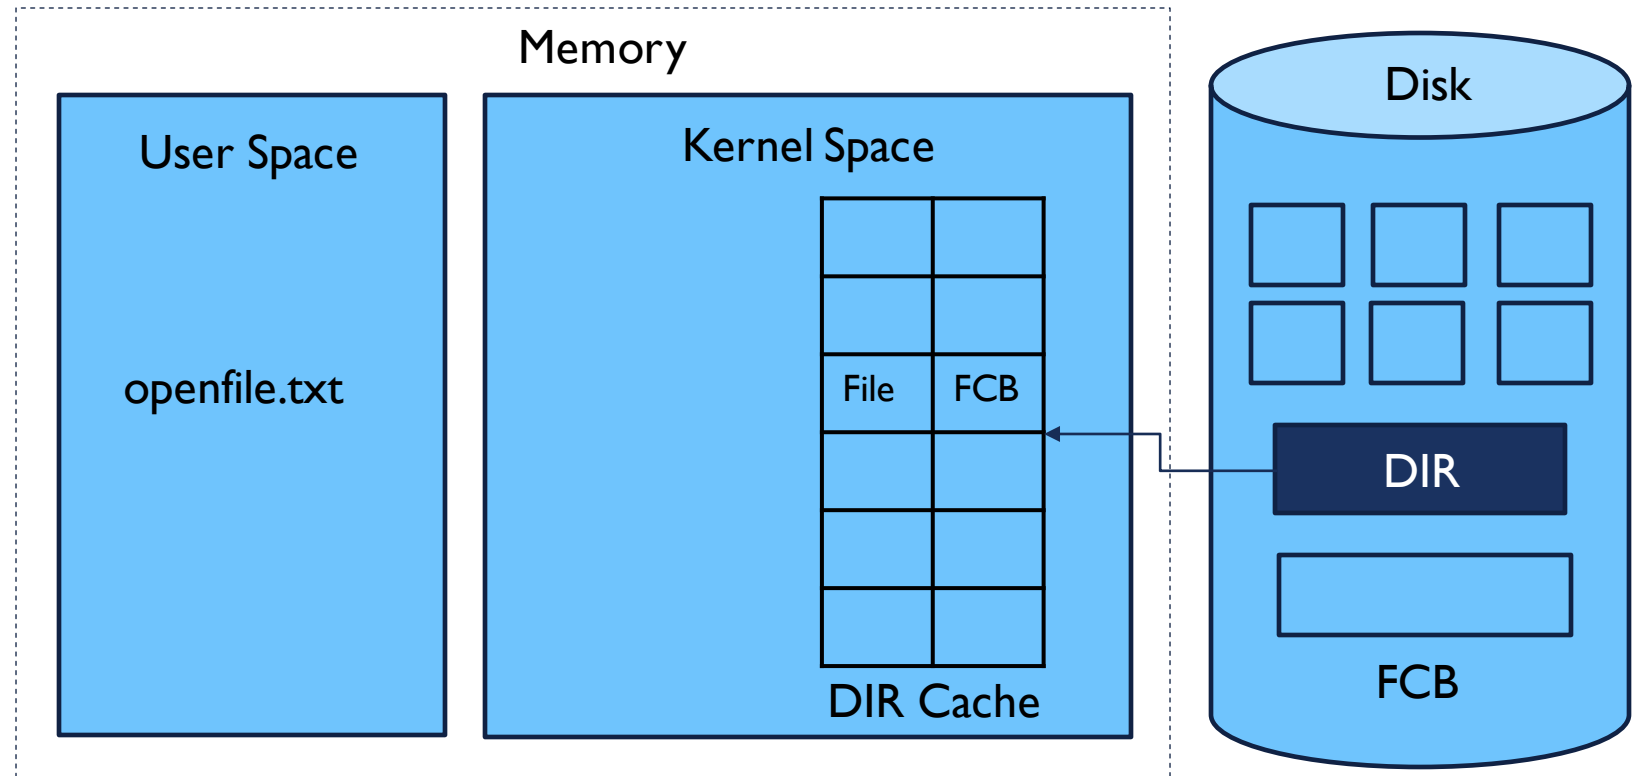 Memory
User Space
openfile.txt
Kernel Space
File FCB
DIR Cache
Disk
DIR
FCB